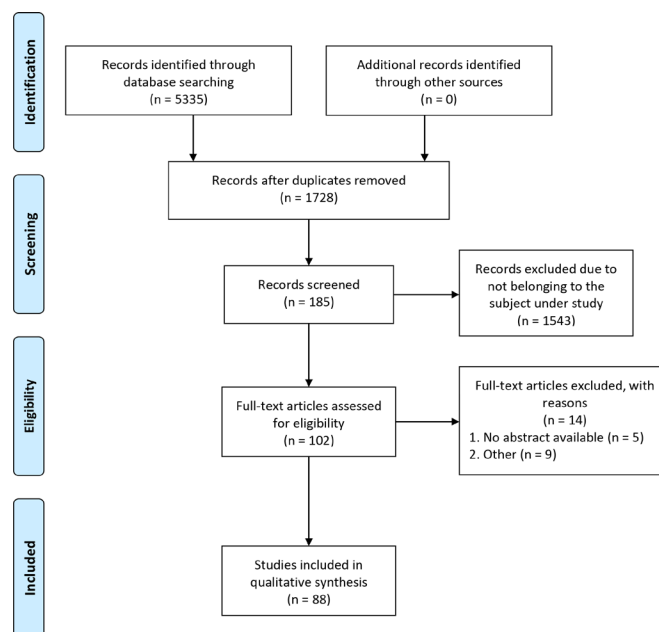 Identification
Records identified through
database searching
(n = 5335)
Additional records identified
through other sources
(n = 0)
Records after duplicates removed
(n = 1728)
Screening
Records screened
(n = 185)
Records excluded due to
not belonging to the
subject under study
(n = 1543)
Eligibility
Full-text articles assessed
for eligibility
(n = 102)
Full-text articles excluded, with
reasons
(n = 14)
1. No abstract available (n = 5)
2. Other (n = 9)
Included
Studies included in
qualitative synthesis
(n = 88)